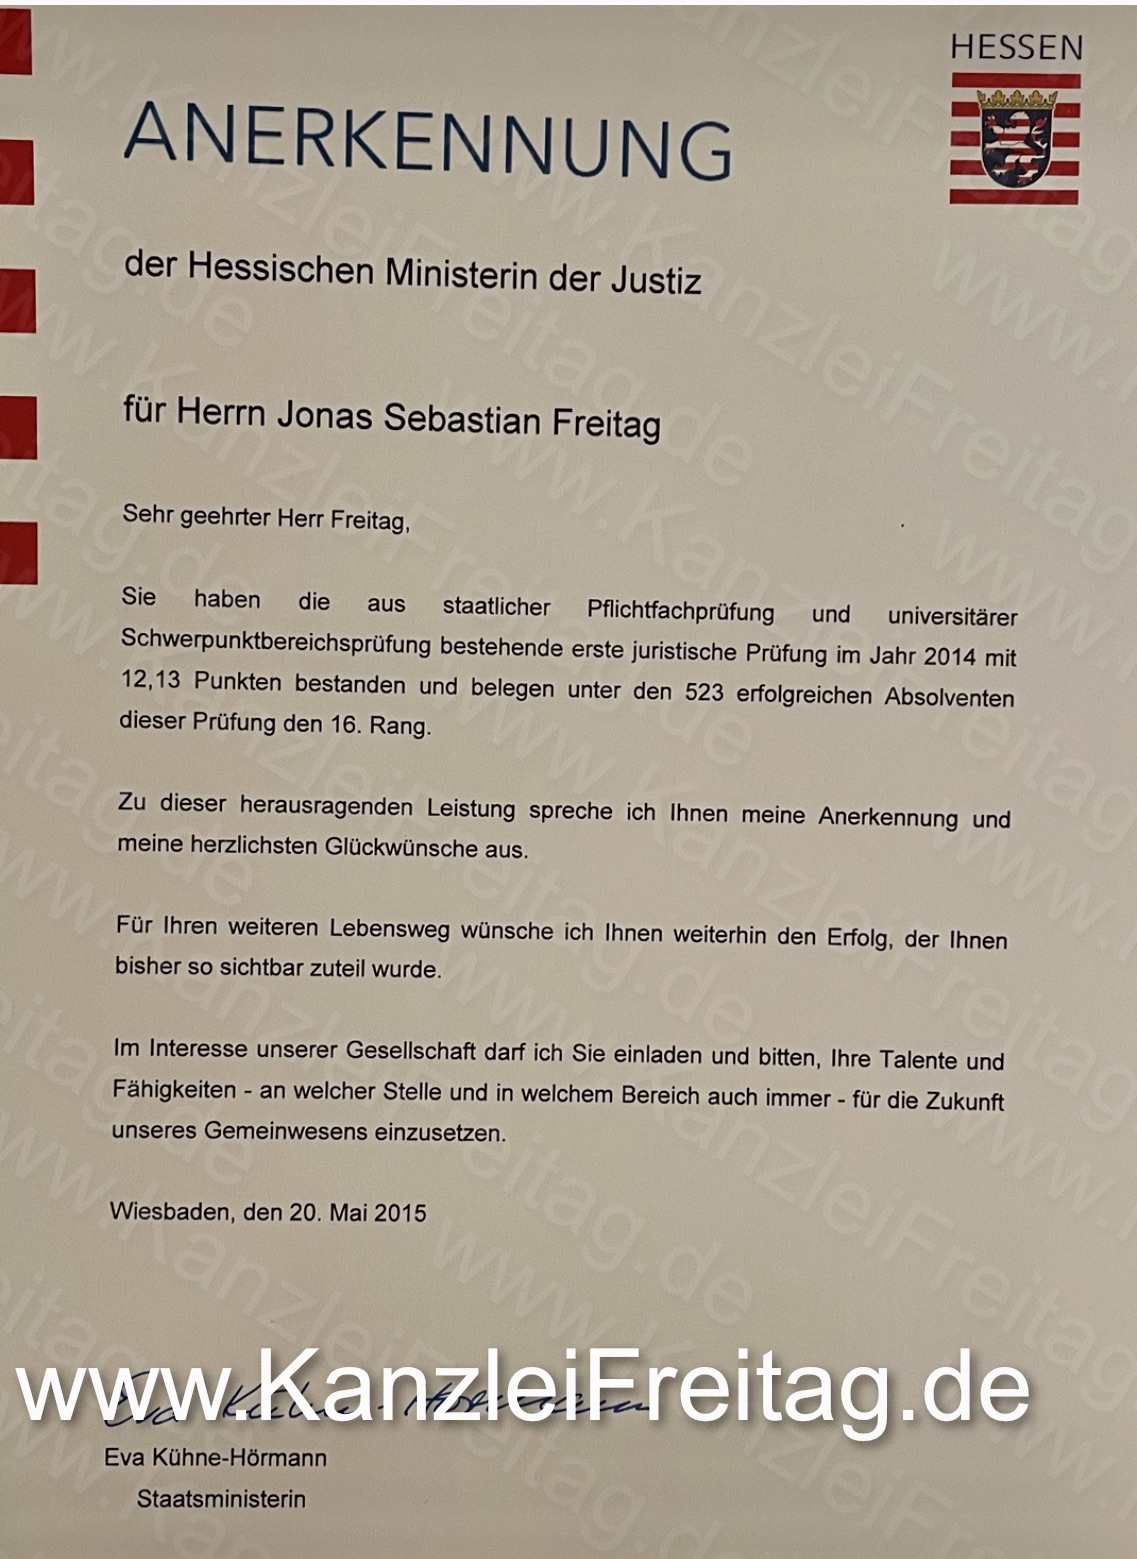 HESSEN
ANERKENNUNG
der Hessischen Ministerin der Justiz
für Herrn Jonas Sebastian Freitag
Sehr geehrter Herr Freitag,
Sie haben die aus staatlicher Pflichtfachprüfung und universitärer
Schwerpunktbereichsprüfung bestehende erste juristische Prüfung im Jahr 2014 mit
12,13 Punkten bestanden und belegen unter den 523 erfolgreichen Absolventen
dieser Prüfung den 16. Rang.
Zu dieser herausragenden Leistung spreche ich Ihnen meine Anerkennung und
meine herzlichsten Glückwünsche aus.
Für Ihren weiteren Lebensweg wünsche ich Ihnen weiterhin den Erfolg, der Ihnen
bisher so sichtbar zuteil wurde.
Im Interesse unserer Gesellschaft darf ich Sie einladen und bitten, Ihre Talente und
Fähigkeiten - an welcher Stelle und in welchem Bereich auch immer - für die Zukunft
unseres Gemeinwesens einzusetzen.
Wiesbaden, den 20. Mai 2015
www.KanzleiFreitag.de
Eva Kühne-Hörmann
Staatsministerin